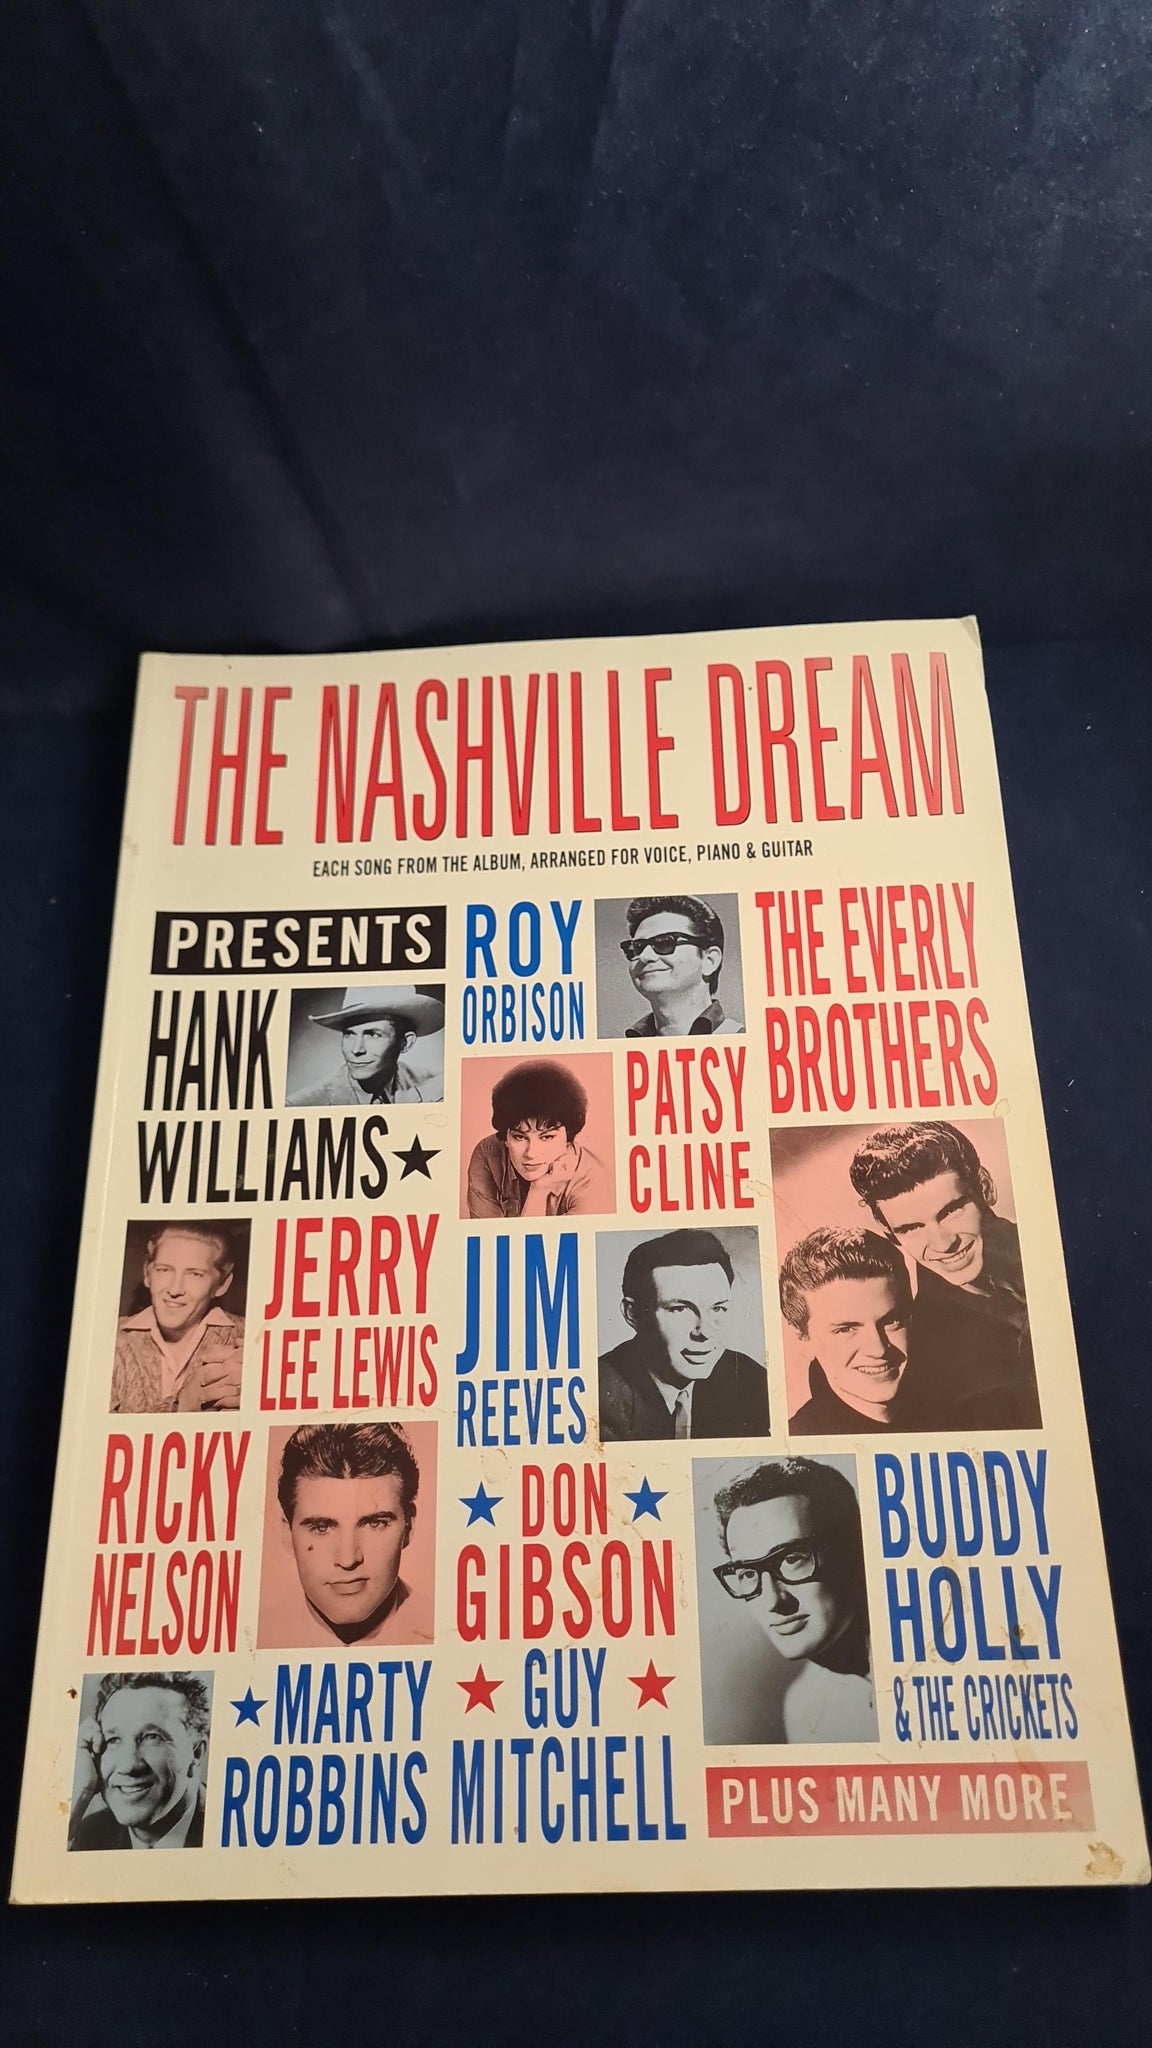 THE NASHVILLE DREAM
EACH SONG FROM THE ALBUM, ARRANGED FOR VOICE, PIANO & GUITAR
PRESENTS
HANK
WILLIAMS
ROY
ORBISON
THE EVERLY
BROTHERS
PATSY
CLINE
JERRY
LEE LEWIS
JIM
REEVES
RICKY
NELSON
DON
GIBSON
BUDDY
HOLLY
& THE CRICKETS
MARTY
ROBBINS
GUY
MITCHELL
PLUS MANY MORE